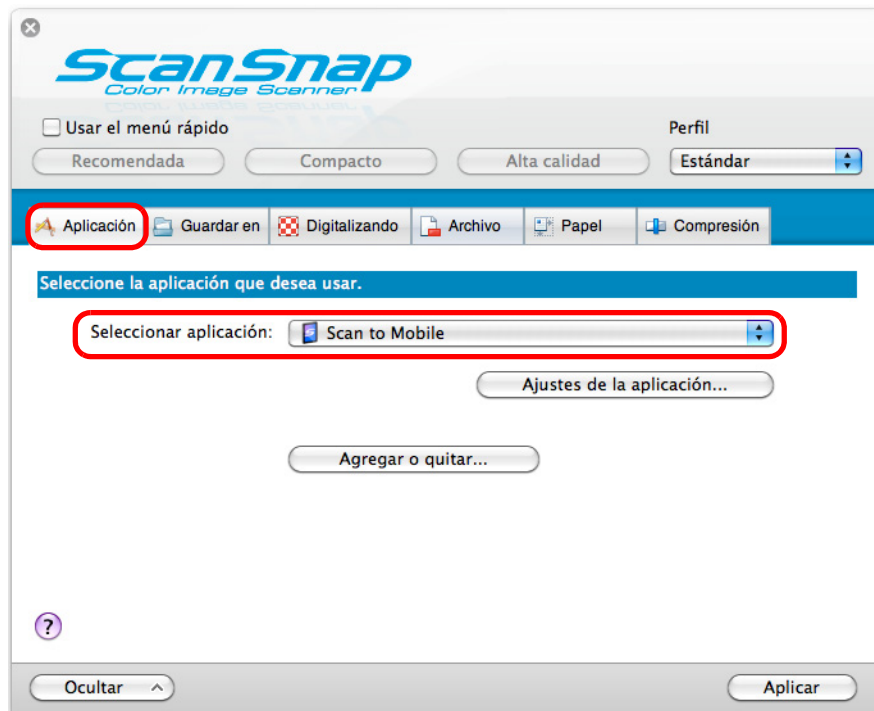 ScanSnap
Color Image Scanner
Usar el menú rápido
Perfil
Recomendada Compacto Alta calidad Estándar
Aplicación Guardar en Digitalizando Archivo Papel Compresión
Seleccione la aplicación que desea usar.
Seleccionar aplicación: Scan to Mobile
Ajustes de la aplicación...
Agregar o quitar...
?
Ocultar Aplicar